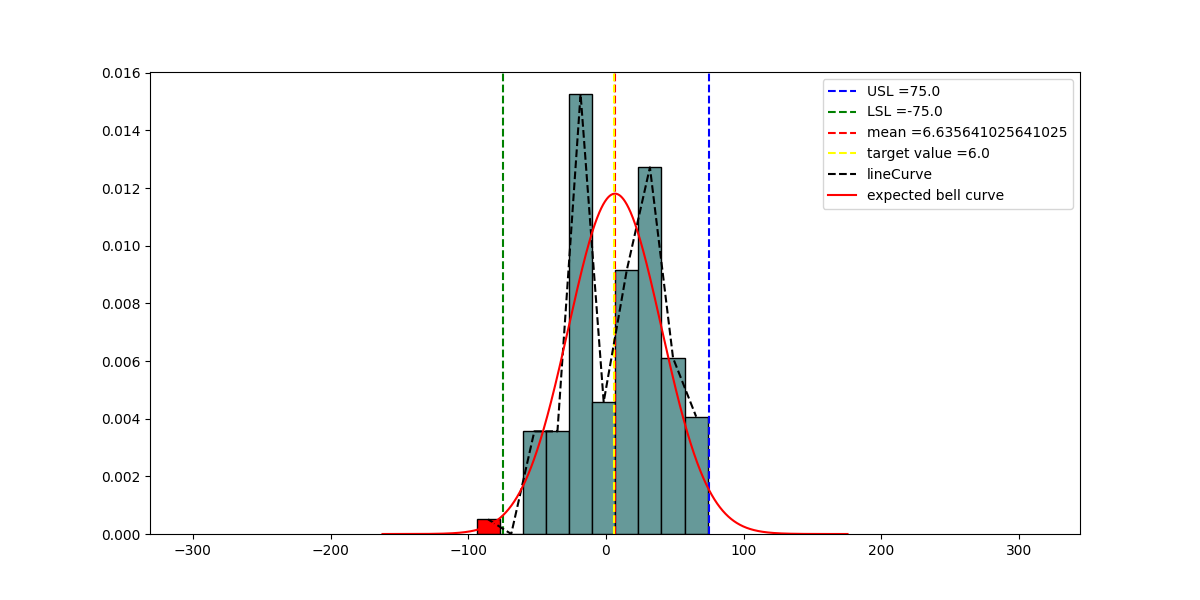 0.016
0.014
0.012
0.010
0.008
0.006
0.004
0.002
0.000
−300
−200
−100
0
100
200
300
USL =75.0
LSL =-75.0
mean =6.635641025641025
target value =6.0
lineCurve
expected bell curve